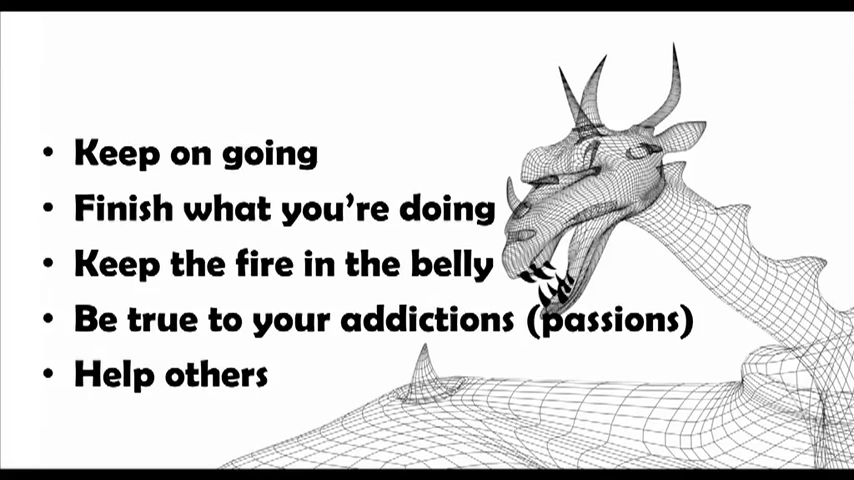 • Keep on going
• Finish what you're doing
• Keep the fire in the belly
• Be true to your addictions (passions)
• Help others